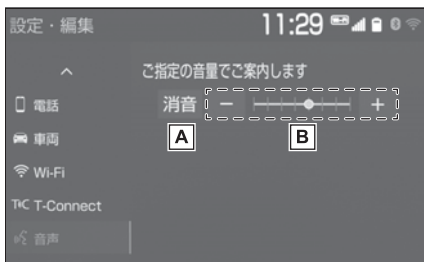 設定・編集 11:29
ご指定の音量でご案内します
電話
消音 − +
A B
車両
Wi-Fi
T-Connect
音声